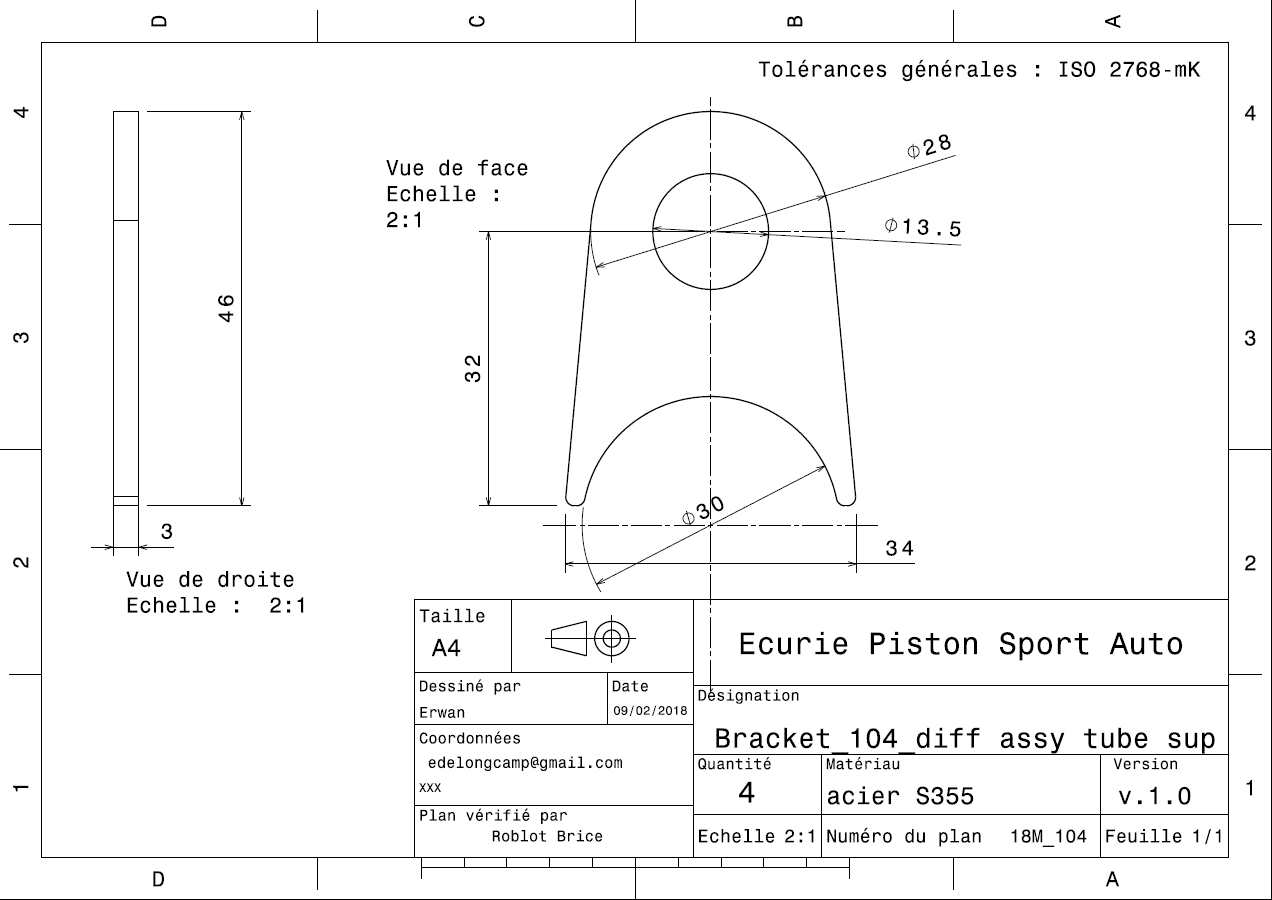 D
C
B
A
Tolérances générales : ISO 2768-mK
4
4
Vue de face
Echelle :
2:1
⌀28
⌀13.5
46
32
3
3
⌀30
34
3
2
2
Vue de droite
Echelle :  2:1
Taille
A4
Ecurie Piston Sport Auto
Dessiné par
Erwan
Date
09/02/2018
Désignation
Bracket_104_diff assy tube sup
Coordonnées
edelongcamp@gmail.com
xxx
Quantité
4
Matériau
acier S355
Version
v.1.0
1
1
Plan vérifié par
Roblot Brice
Echelle 2:1
Numéro du plan 18M_104
Feuille 1/1
D
A